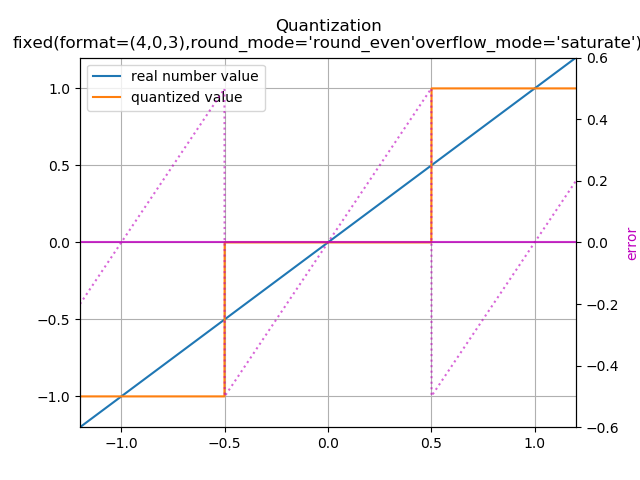 Quantization
fixed(format=(4,0,3),round_mode='round_even'overflow_mode='saturate')
real number value
quantized value
1.0
0.5
0.0
−0.5
−1.0
0.6
0.4
0.2
0.0
−0.2
−0.4
−0.6
error
−1.0 −0.5 0.0 0.5 1.0